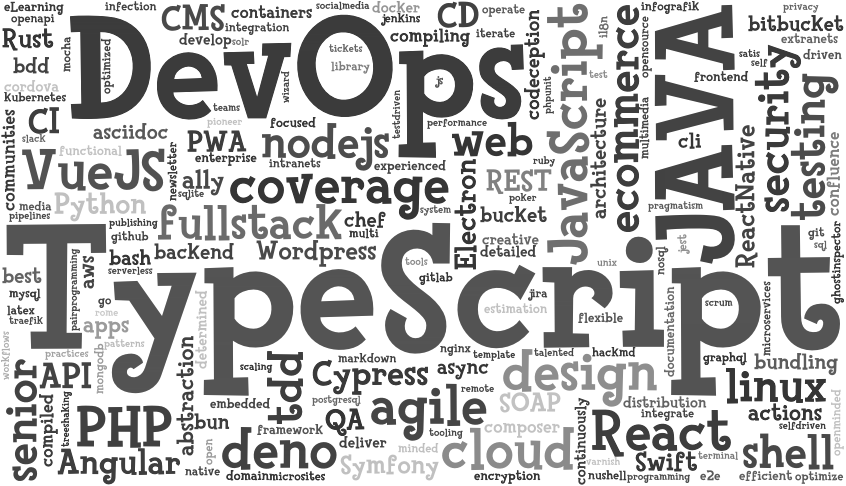 eLearning
openapi
infection
CMS
containers
integration
socialmedia
docker
jenkins
CD
operate
iterate
compiling
i18n
infografik
opensource
privacy
bitbucket
extranets
Rust
mocha
optimized
DevOps
develop
solr
tickets
library
wizard
js
codeception
phpunit
JavaScript
test
ecommerce
multimedia
JAVA
frontend
satis
self
driven
bdd
cordova
Kubernetes
communities
CI
slack
asciidoc
teams
pioneer
PWA
enterprise
focused
nodejs
intranets
testdriven
performance
experienced
web
ruby
architecture
cli
security
testing
confluence
functional
VueJS
newsletter
a11y
sqlite
coverage
system
Electron
REST
poker
bucket
pragmatism
ReactNative
media
pipelines
Python
publishing
github
fullstack
chef
multi
creative
detailed
git
sql
ghostinspector
bash
serverless
backend
Wordpress
tools
gitlab
unix
nosql
jest
TypeScript
best
mysql
latex
traefik
pairprogramming
aws
go
rome
apps
patterns
determined
jira
estimation
flexible
scrum
documentation
microservices
workflows
practices
mongodb
API
abstraction
scaling
tdd
markdown
Cypress
nginx
template
async
remote
talented
hackmd
design
graphql
bundling
senior
compiled
treeshaking
PHP
bun
embedded
postgresql
QA
agile
tooling
SOAP
composer
continuously
distribution
integrate
linux
actions
selfdriven
openminded
Angular
native
open
framework
deno
domainmicrosites
deliver
minded
Symfony
cloud
encryption
varnish
React
Swift
nushell
programming
terminal
e2e
shell
efficient
optimize